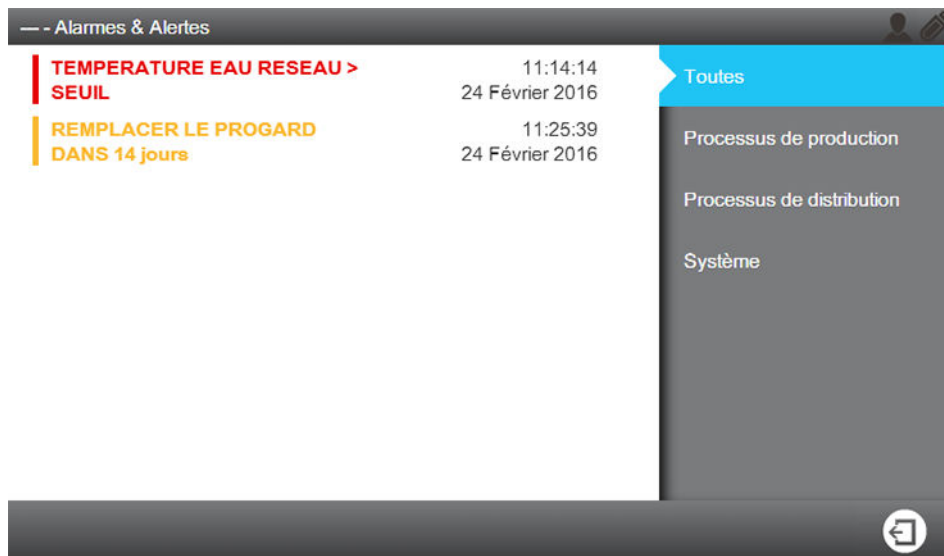 — - Alarmes & Alertes
TEMPERATURE EAU RESEAU >
SEUIL
11:14:14
24 Février 2016
REMPLACER LE PROGARD
DANS 14 jours
11:25:39
24 Février 2016
Toutes
Processus de production
Processus de distribution
Système